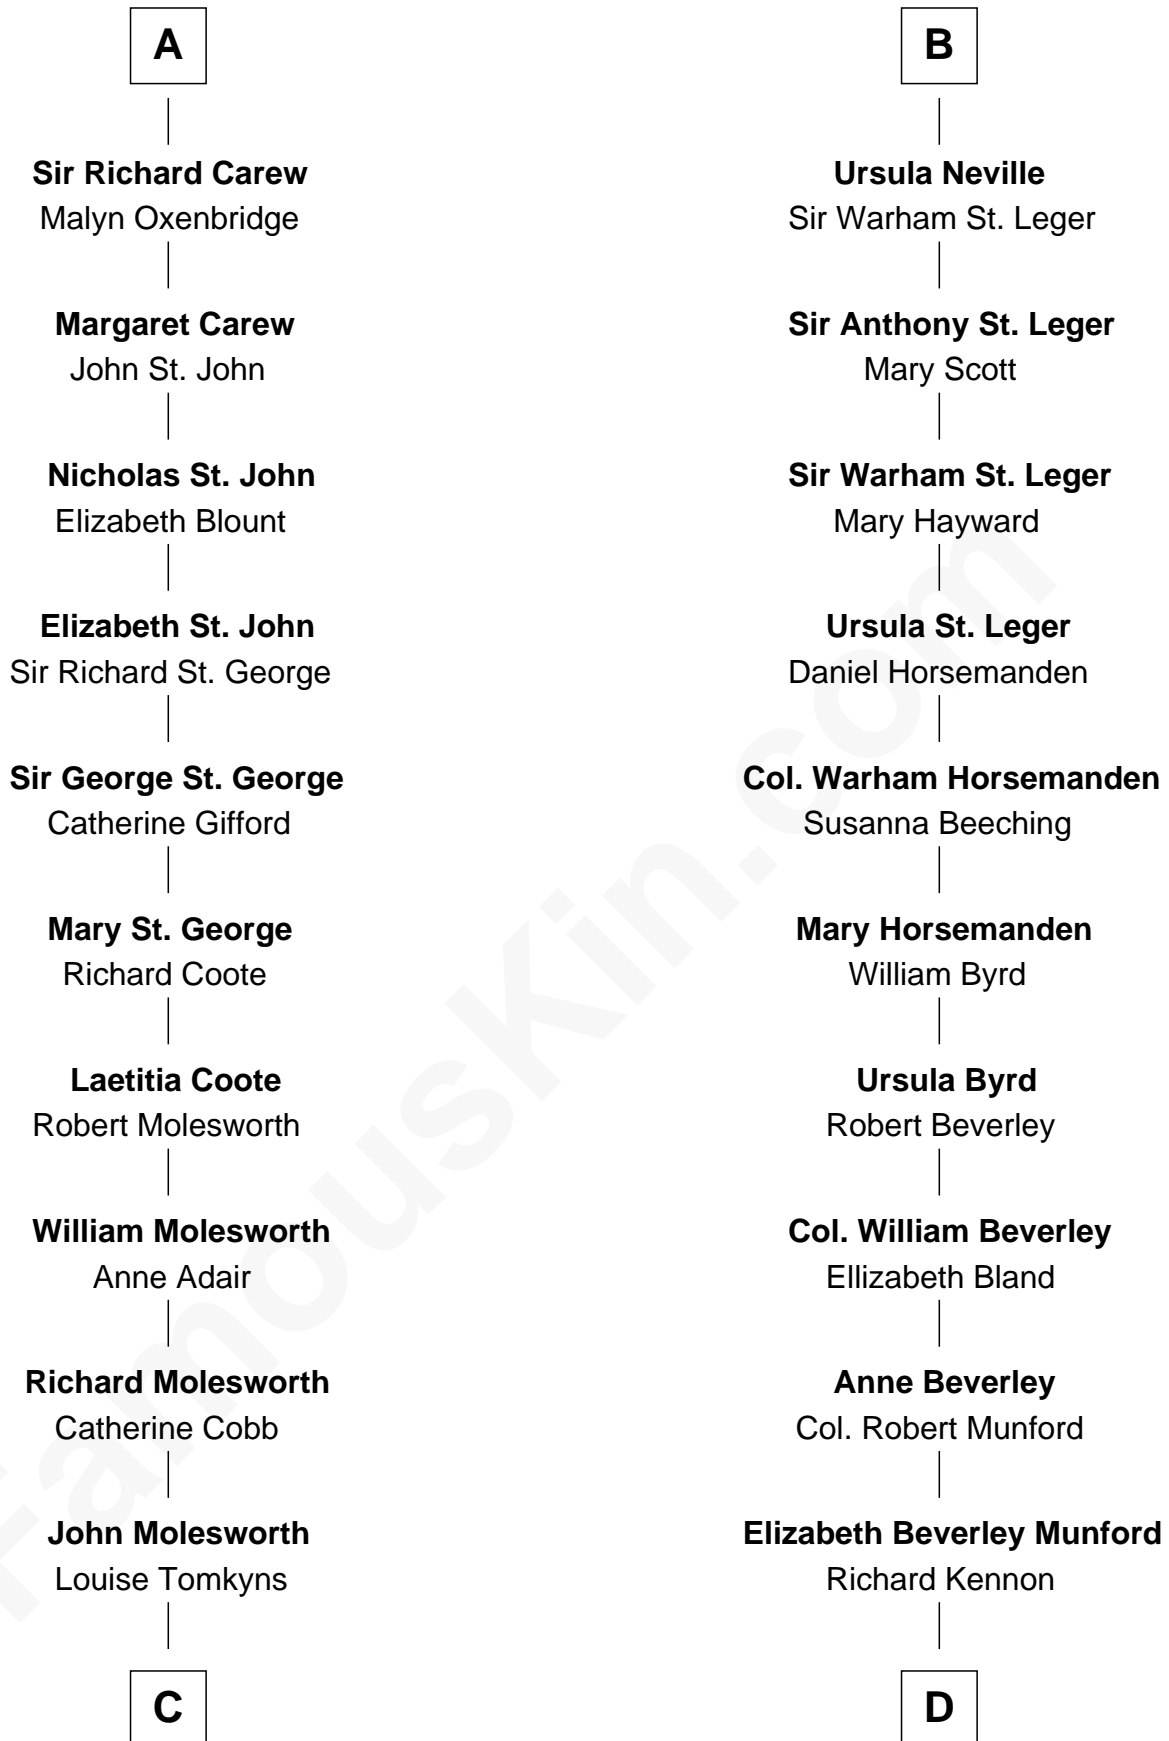 A
Sir Richard Carew
Malyn Oxenbridge
Margaret Carew
John St. John
Nicholas St. John
Elizabeth Blount
Elizabeth St. John
Sir Richard St. George
Sir George St. George
Catherine Gifford
Mary St. George
Richard Coote
Laetitia Coote
Robert Molesworth
William Molesworth
Anne Adair
Richard Molesworth
Catherine Cobb
John Molesworth
Louise Tomkyns
C
B
Ursula Neville
Sir Warham St. Leger
Sir Anthony St. Leger
Mary Scott
Sir Warham St. Leger
Mary Hayward
Ursula St. Leger
Daniel Horsemanden
Col. Warham Horsemanden
Susanna Beeching
Mary Horsemanden
William Byrd
Ursula Byrd
Robert Beverley
Col. William Beverley
Ellizabeth Bland
Anne Beverley
Col. Robert Munford
Elizabeth Beverley Munford
Richard Kennon
D
FamousKin.com